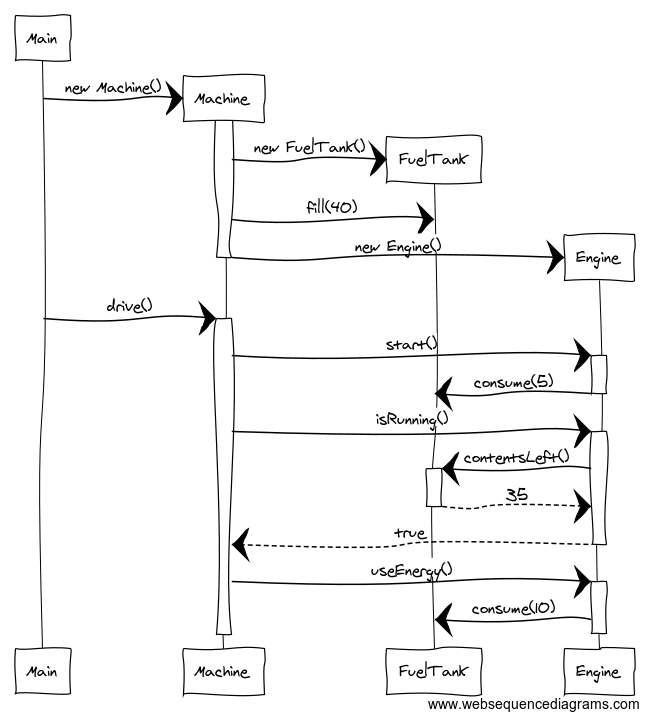 Main
new Machine()
Machine
new FuelTank()
FuelTank
fill(40)
new Engine()
Engine
drive()
start()
consume(5)
isRunning()
contentsLeft()
35
true
useEnergy()
consume(10)
Main
Machine
FuelTank
Engine
www.websequencediagrams.com